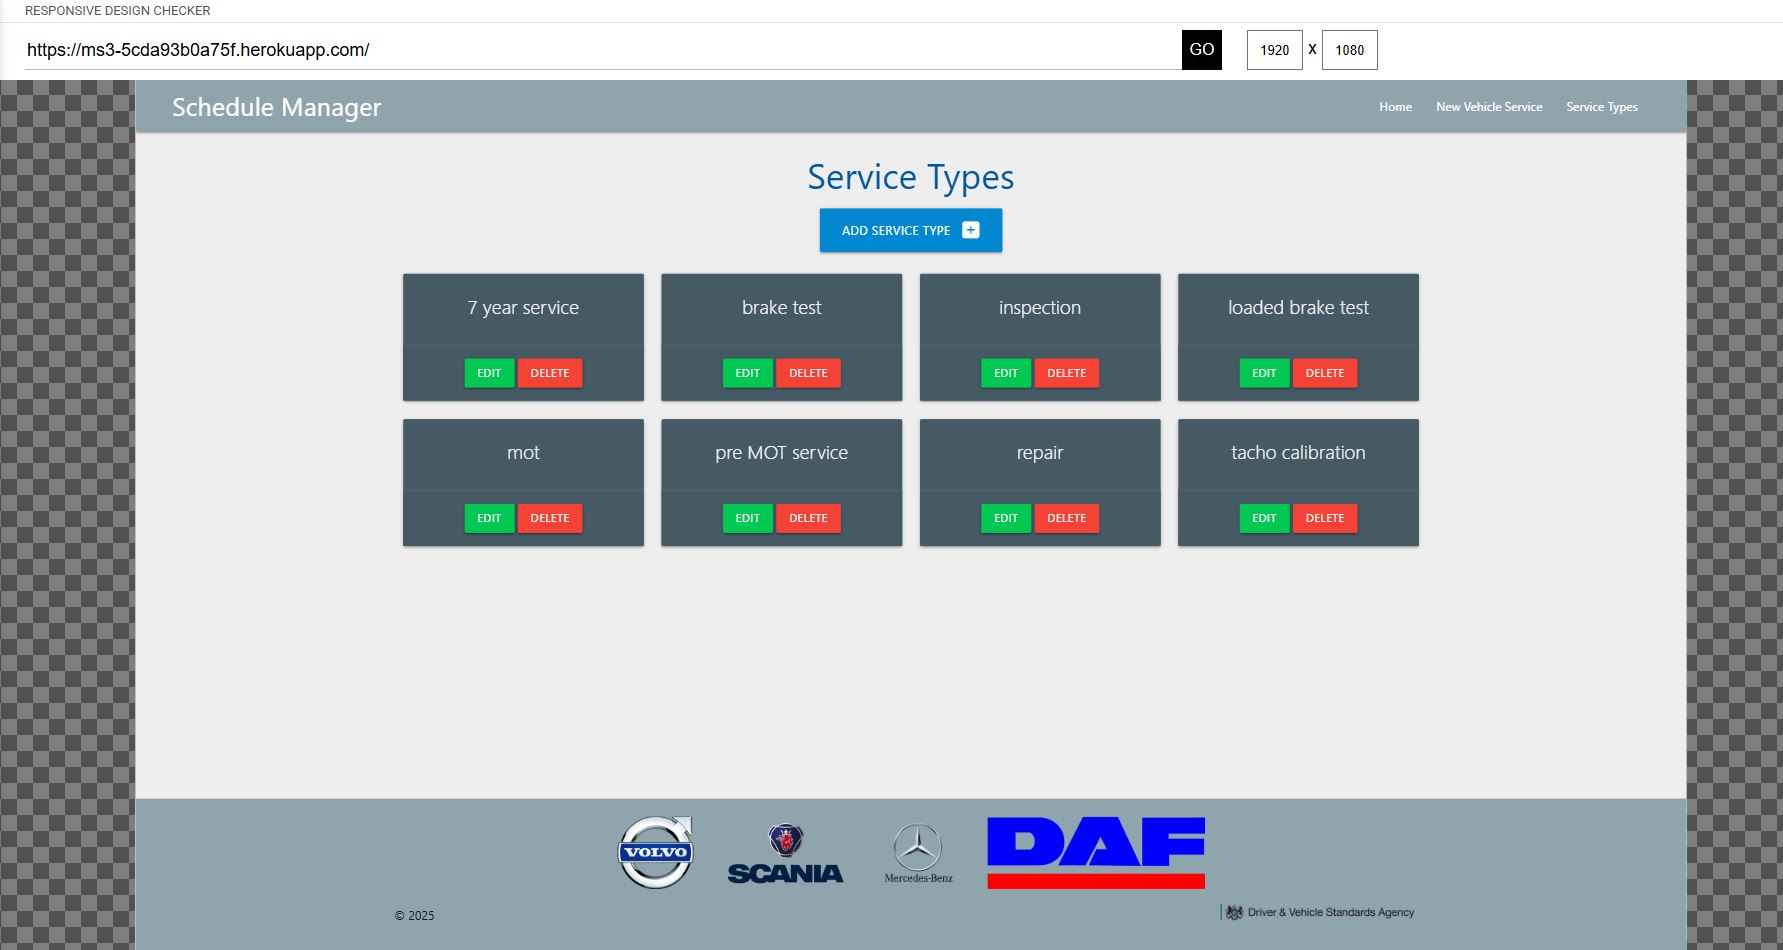 RESPONSIVE DESIGN CHECKER
https://ms3-5cda93b0a75f.herokuapp.com/ GO 1920 x 1080
Schedule Manager Home New Vehicle Service Service Types
Service Types
ADD SERVICE TYPE
7 year service brake test inspection loaded brake test
EDIT DELETE EDIT DELETE EDIT DELETE EDIT DELETE
mot pre MOT service repair tacho calibration
EDIT DELETE EDIT DELETE EDIT DELETE EDIT DELETE
VOLVO SCANIA Mercedes-Benz DAF
© 2025 Driver & Vehicle Standards Agency